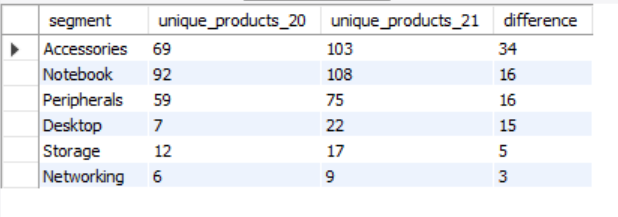 segment unique_products_20 unique_products_21 difference
Accessories 69 103 34
Notebook 92 108 16
Peripherals 59 75 16
Desktop 7 22 15
Storage 12 17 5
Networking 6 9 3